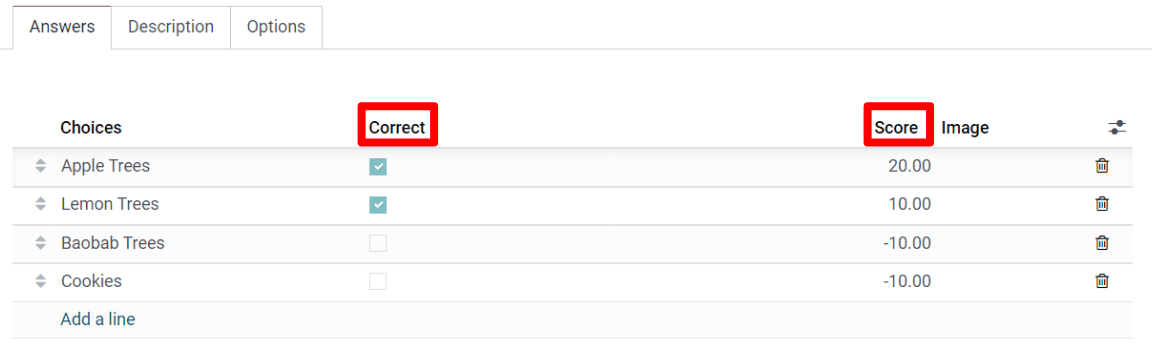 Answers Description Options
Choices Correct Score Image
Apple Trees 20.00
Lemon Trees 10.00
Baobab Trees -10.00
Cookies -10.00
Add a line